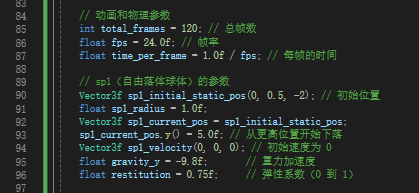 83
84 // 动画和物理参数
85 int total_frames = 120; // 总帧数
86 float fps = 24.0f; // 帧率
87 float time_per_frame = 1.0f / fps; // 每帧的时间
88
89 // sp1（自由落体球体）的参数
90 Vector3f sp1_initial_static_pos(0, 0.5, -2); // 初始位置
91 float sp1_radius = 1.0f;
92 Vector3f sp1_current_pos = sp1_initial_static_pos;
93 sp1_current_pos.y() = 5.0f; // 从更高位置开始下落
94 Vector3f sp1_velocity(0, 0, 0); // 初始速度为 0
95 float gravity_y = -9.8f; // 重力加速度
96 float restitution = 0.75f; // 弹性系数（0 到 1）